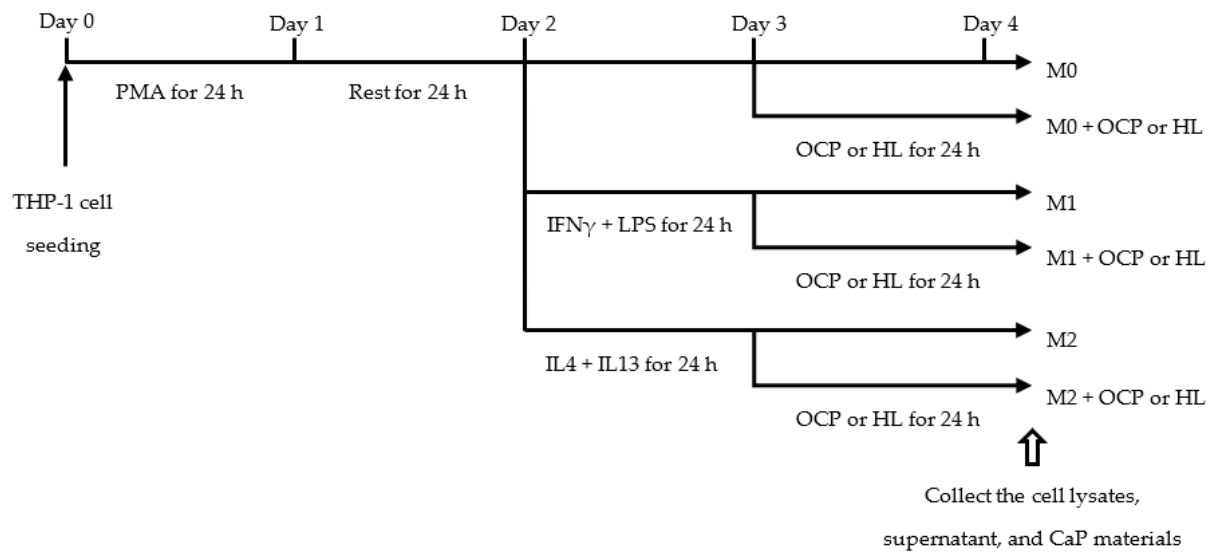 Day 0
Day 1
Day 2
Day 3
Day 4
M0
PMA for 24 h
Rest for 24 h
M0 + OCP or HL
OCP or HL for 24 h
THP-1 cell
seeding
M1
IFNγ + LPS for 24 h
M1 + OCP or HL
OCP or HL for 24 h
M2
IL4 + IL13 for 24 h
M2 + OCP or HL
OCP or HL for 24 h
Collect the cell lysates,
supernatant, and CaP materials